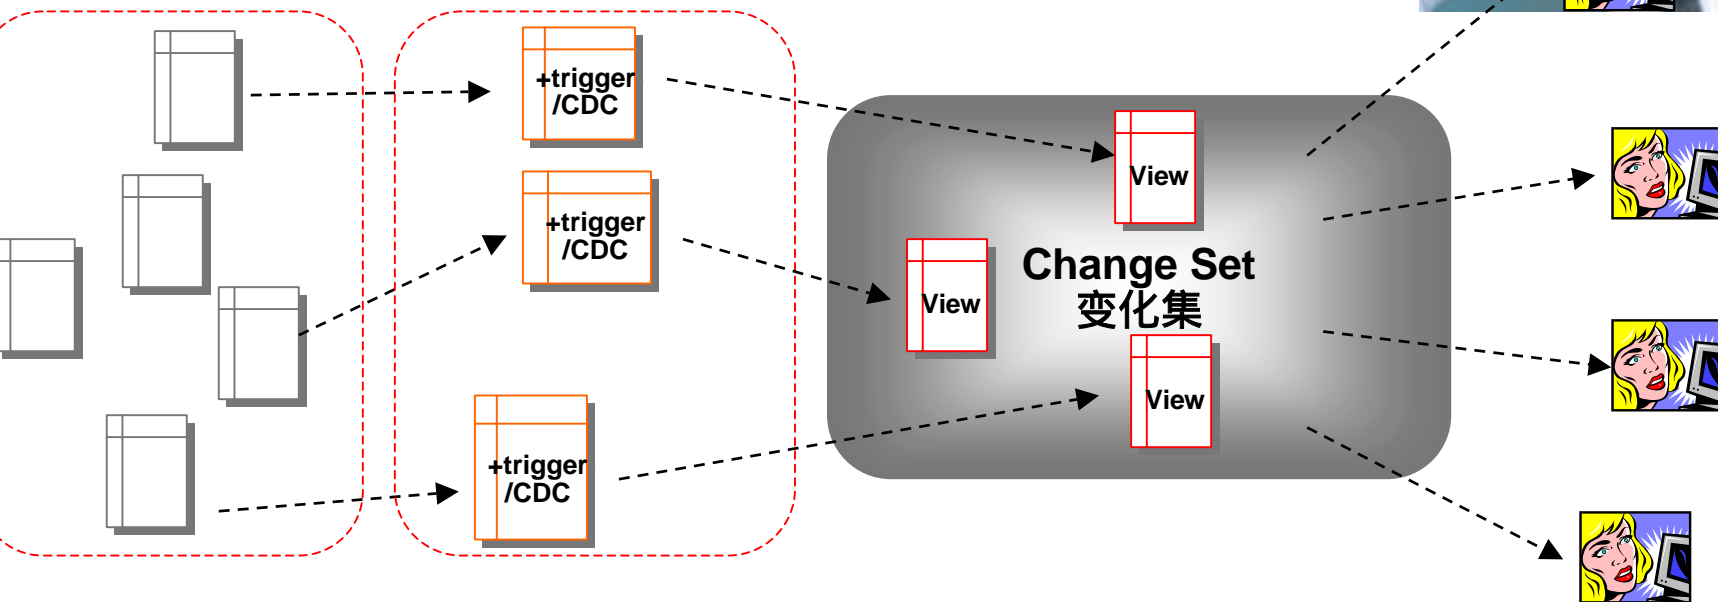 +trigger
/CDC
+trigger
/CDC
+trigger
/CDC
View
View
Change Set
变化集
View